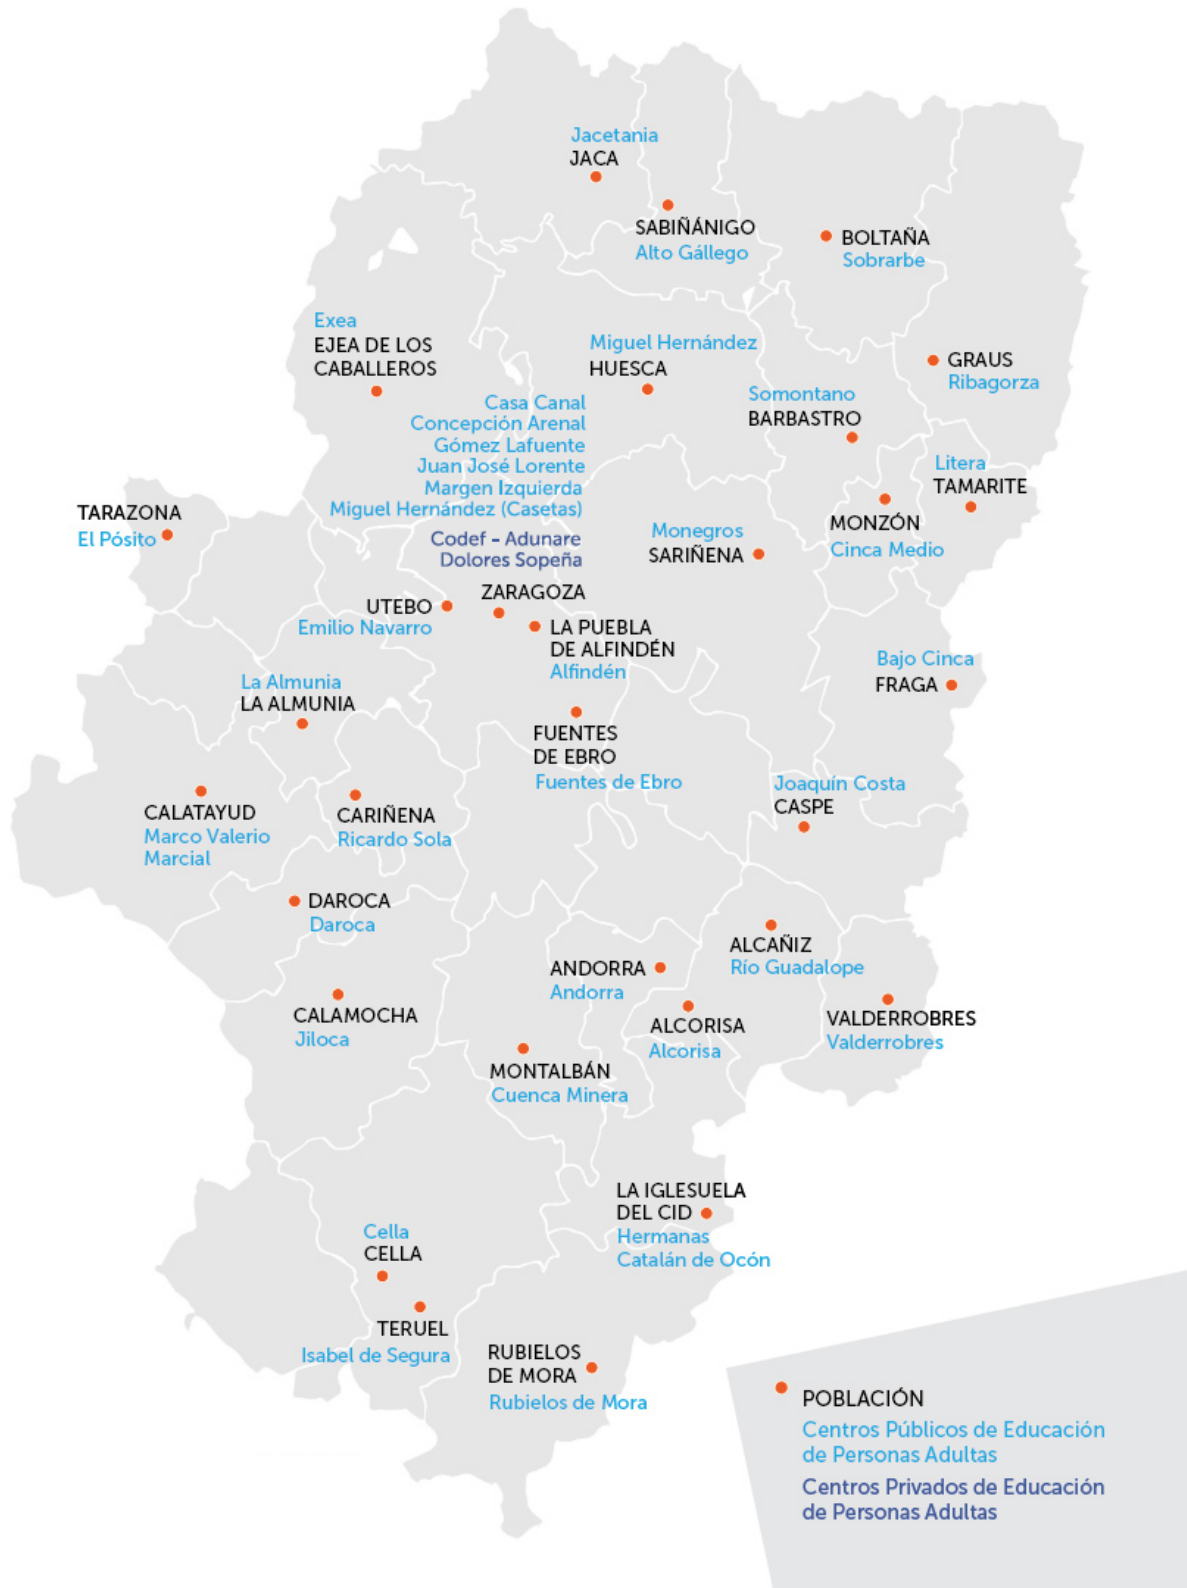 Jacetania
JACA
SABIÑÁNIGO
Alto Gállego
BOLTAÑA
Sobrarbe
Exea
EJEA DE LOS
CABALLEROS
Miguel Hernández
HUESCA
GRAUS
Ribagorza
Somontano
BARBASTRO
Casa Canal
Concepción Arenal
Gómez Lafuente
Juan José Lorente
Margen Izquierda
Miguel Hernández (Casetas)
Codef - Adunare
Dolores Sopeña
ZARAGOZA
Litera
TAMARITE
MONZÓN
Cinca Medio
TARAZONA
El Pósito
Monegros
SARIÑENA
UTEBO
Emilio Navarro
LA PUEBLA
DE ALFINDÉN
Alfindén
Bajo Cinca
FRAGA
La Almunia
LA ALMUNIA
FUENTES
DE EBRO
Fuentes de Ebro
Joaquín Costa
CASPE
CALATAYUD
Marco Valerio
Marcial
CARIÑENA
Ricardo Sola
DAROCA
Daroca
ALCAÑIZ
Río Guadalope
ANDORRA
Andorra
CALAMOCHA
Jiloca
ALCORISA
Alcorisa
VALDERROBRES
Valderrobres
MONTALBÁN
Cuenca Minera
LA IGLESUELA
DEL CID
Hermanas
Catalán de Ocón
Cella
CELLA
TERUEL
Isabel de Segura
RUBIELOS
DE MORA
Rubielos de Mora
POBLACIÓN
Centros Públicos de Educación
de Personas Adultas
Centros Privados de Educación
de Personas Adultas